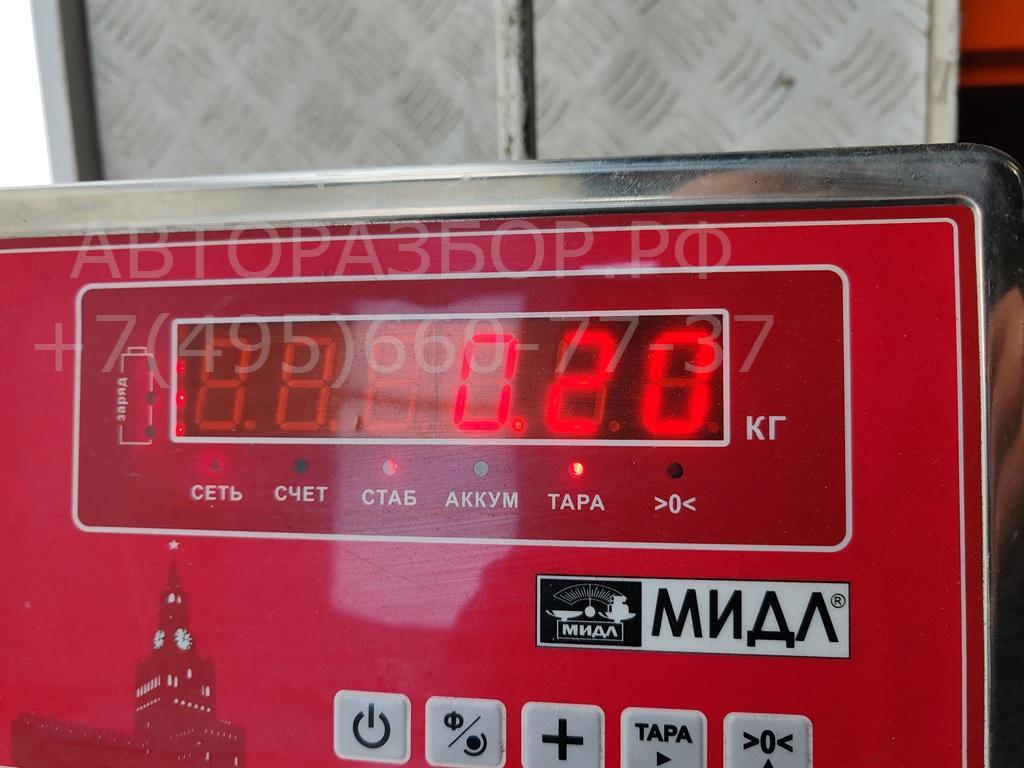 АВТОРАЗБОР.РФ
+7(495)660-77-37
заряд
0.20 КГ
СЕТЬ СЧЕТ СТАБ АККУМ ТАРА >0<
МИДЛ МИДЛ®
Ф/ + ТАРА >0<